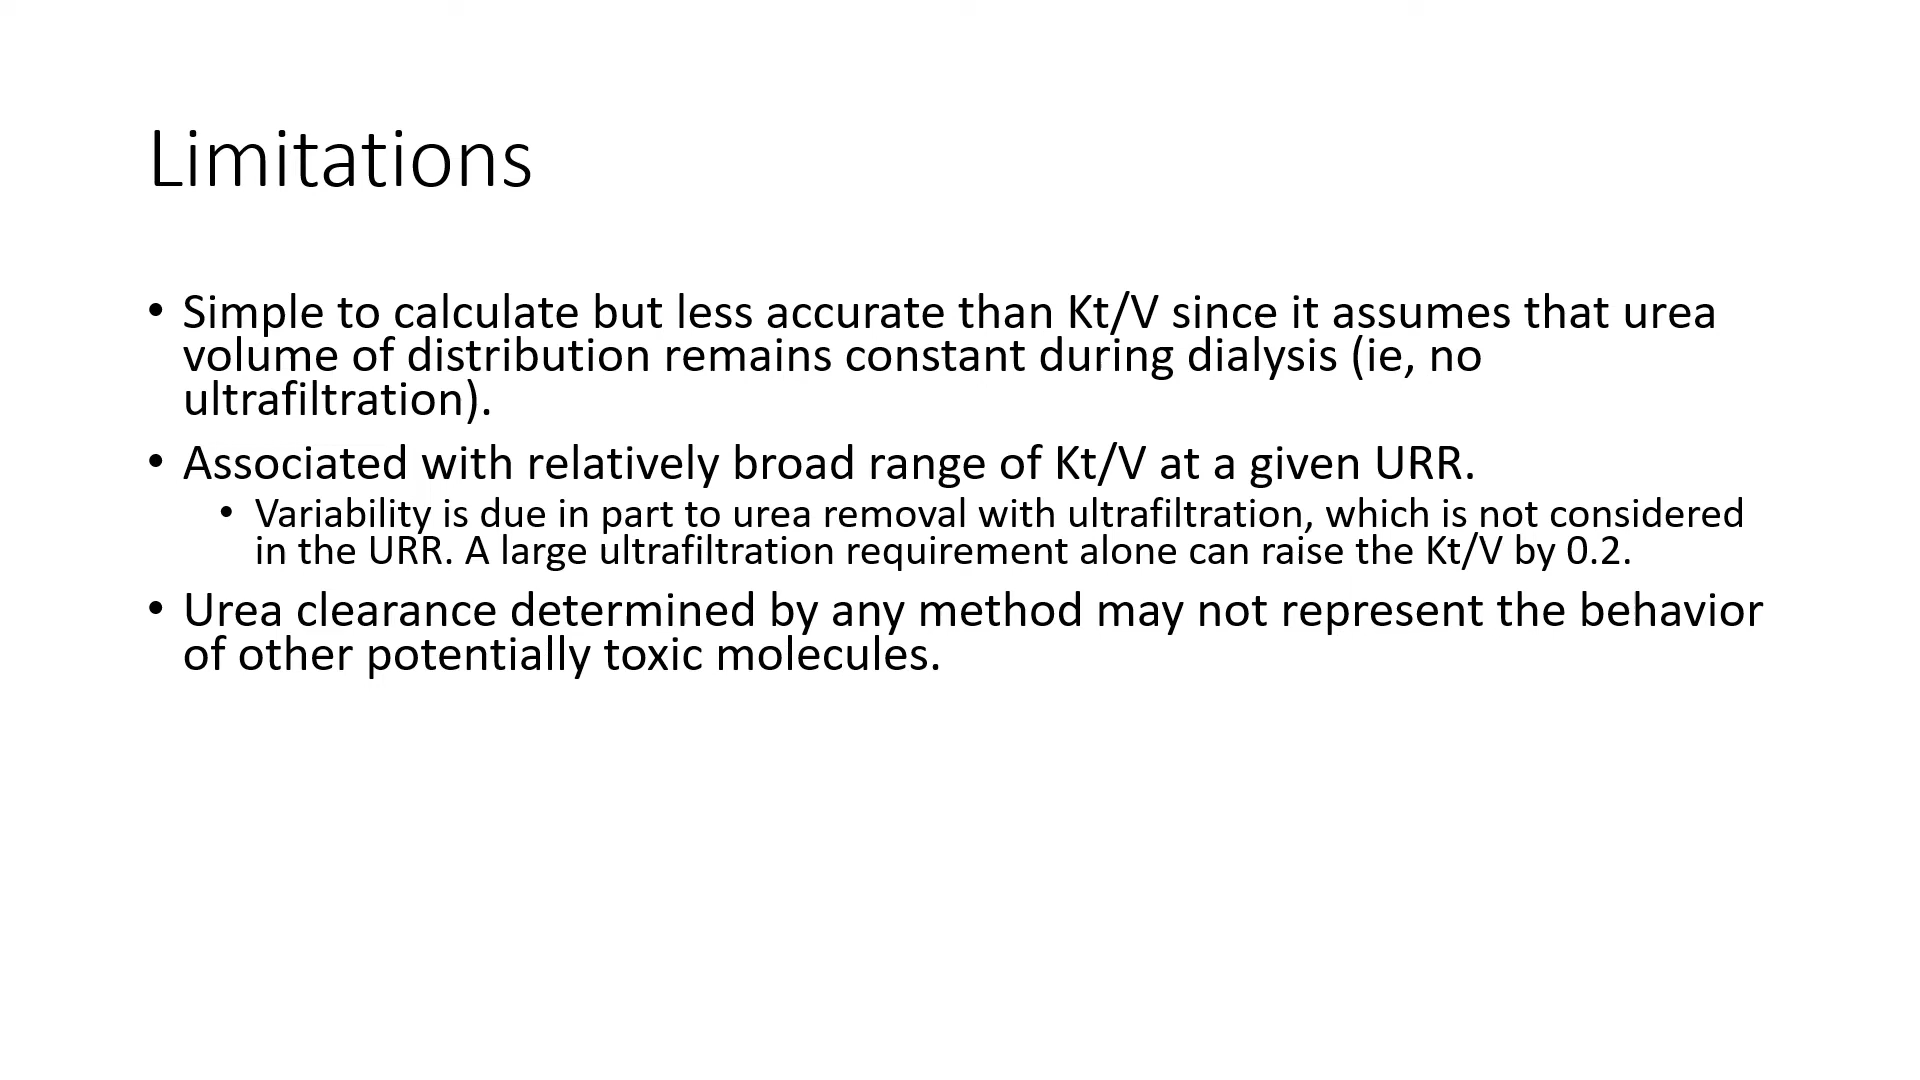 Limitations
• Simple to calculate but less accurate than Kt/V since it assumes that urea
volume of distribution remains constant during dialysis (ie, no
ultrafiltration).
• Associated with relatively broad range of Kt/V at a given URR.
• Variability is due in part to urea removal with ultrafiltration, which is not considered
in the URR. A large ultrafiltration requirement alone can raise the Kt/V by 0.2.
• Urea clearance determined by any method may not represent the behavior
of other potentially toxic molecules.